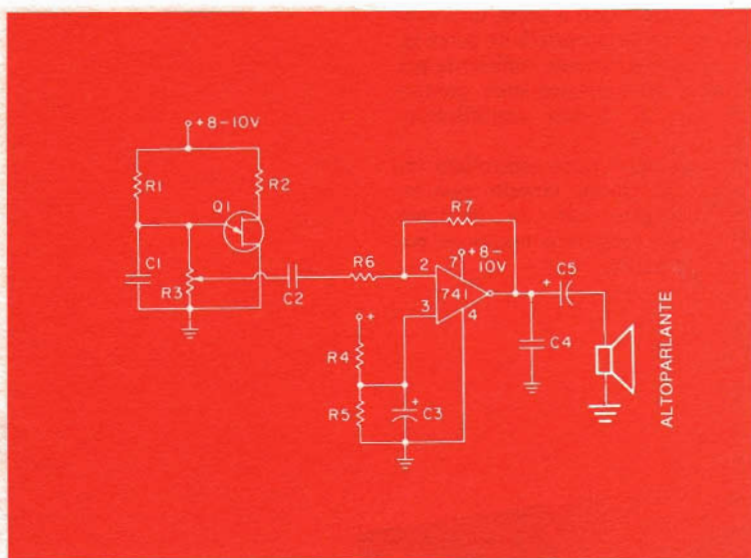 +8-10V
R1
R2
Q1
C1
R3
C2
R6
R7
2
7
+8-
10V
741
3
4
+
R4
R5
+
C3
C4
+
C5
ALTOPARLANTE